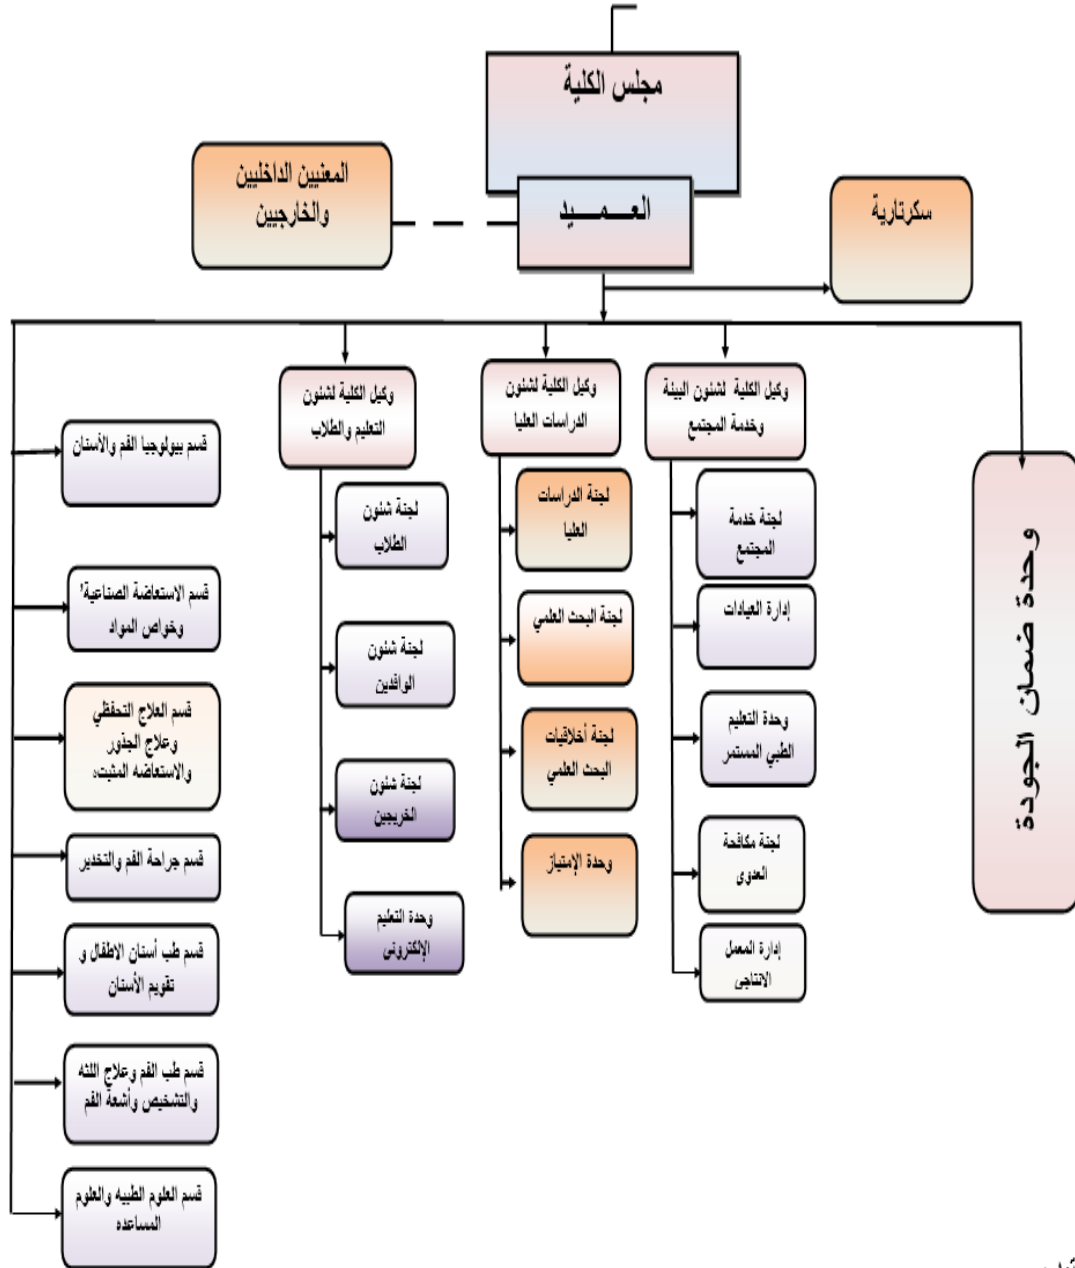 مجلس الكلية
العـــمـــيد
المعنيين الداخليين
والخارجيين
سكرتارية
وحدة ضمان الجودة
وكيل الكلية لشئون البيئة
وخدمة المجتمع
لجنة خدمة
المجتمع
إدارة العيادات
وحدة التعليم
الطبي المستمر
لجنة مكافحة
العدوى
إدارة المعمل
الانتاجى
وكيل الكلية لشئون
الدراسات العليا
لجنة الدراسات
العليا
لجنة البحث العلمي
لجنة أخلاقيات
البحث العلمي
وحدة الإمتياز
وكيل الكلية لشئون
التعليم والطلاب
لجنة شئون
الطلاب
لجنة شئون
الوافدين
لجنة شئون
الخريجين
وحدة التعليم
الإلكترونى
قسم بيولوجيا الفم والأسنان
قسم الاستعاضة الصناعية'
وخواص المواد
قسم العلاج التحفظي
وعلاج الجذور
والاستعاضه المثبته
قسم جراحة الفم والتخدير
قسم طب أسنان الاطفال و
تقويم الأسنان
قسم طب الفم وعلاج اللثه
والتشخيص وأشعة الفم
قسم العلوم الطبيه والعلوم
المساعده